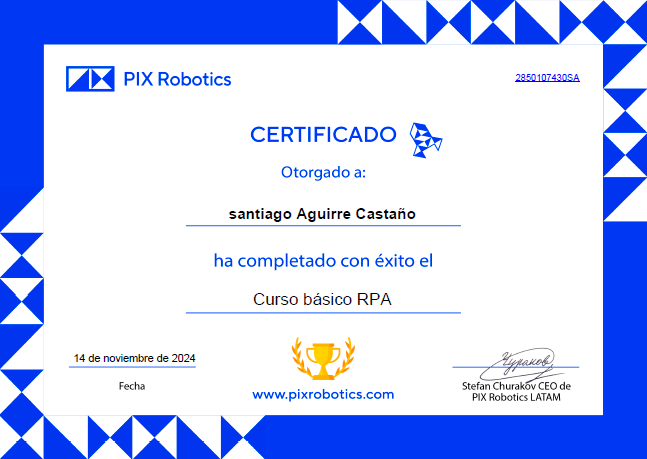 PIX Robotics
2850107430SA
CERTIFICADO
Otorgado a:
santiago Aguirre Castaño
ha completado con éxito el
Curso básico RPA
14 de noviembre de 2024
Fecha
www.pixrobotics.com
Чураков
Stefan Churakov CEO de
PIX Robotics LATAM